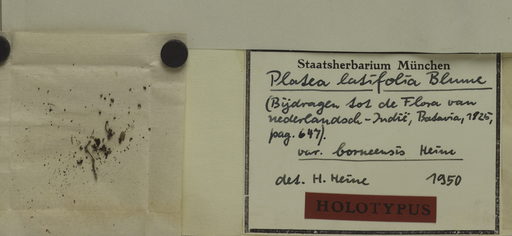 Staatsherbarium München
Platea latifolia Blume
(Bijdragen tot de Flora van
nederlandsch-Indië, Batavia, 1825,
pag. 647).
var. borneensis Heine
det. H. Heine 1950
HOLOTYPUS